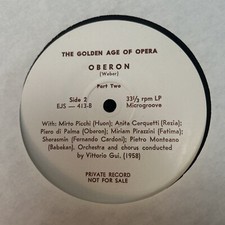 THE GOLDEN AGE OF OPERA
OBERON
(Weber)
Part Two
Side 2
33⅓ rpm LP
EJS — 413-B
Microgroove
With: Mirto Picchi (Huon); Anita Cerquetti (Rezia);
Piero di Palma (Oberon); Miriam Pirazzini (Fatima);
Sherasmin (Fernando Cordoni); Pietro Monteano
(Babekan). Orchestra and chorus conducted
by Vittorio Gui. (1958)
PRIVATE RECORD
NOT FOR SALE